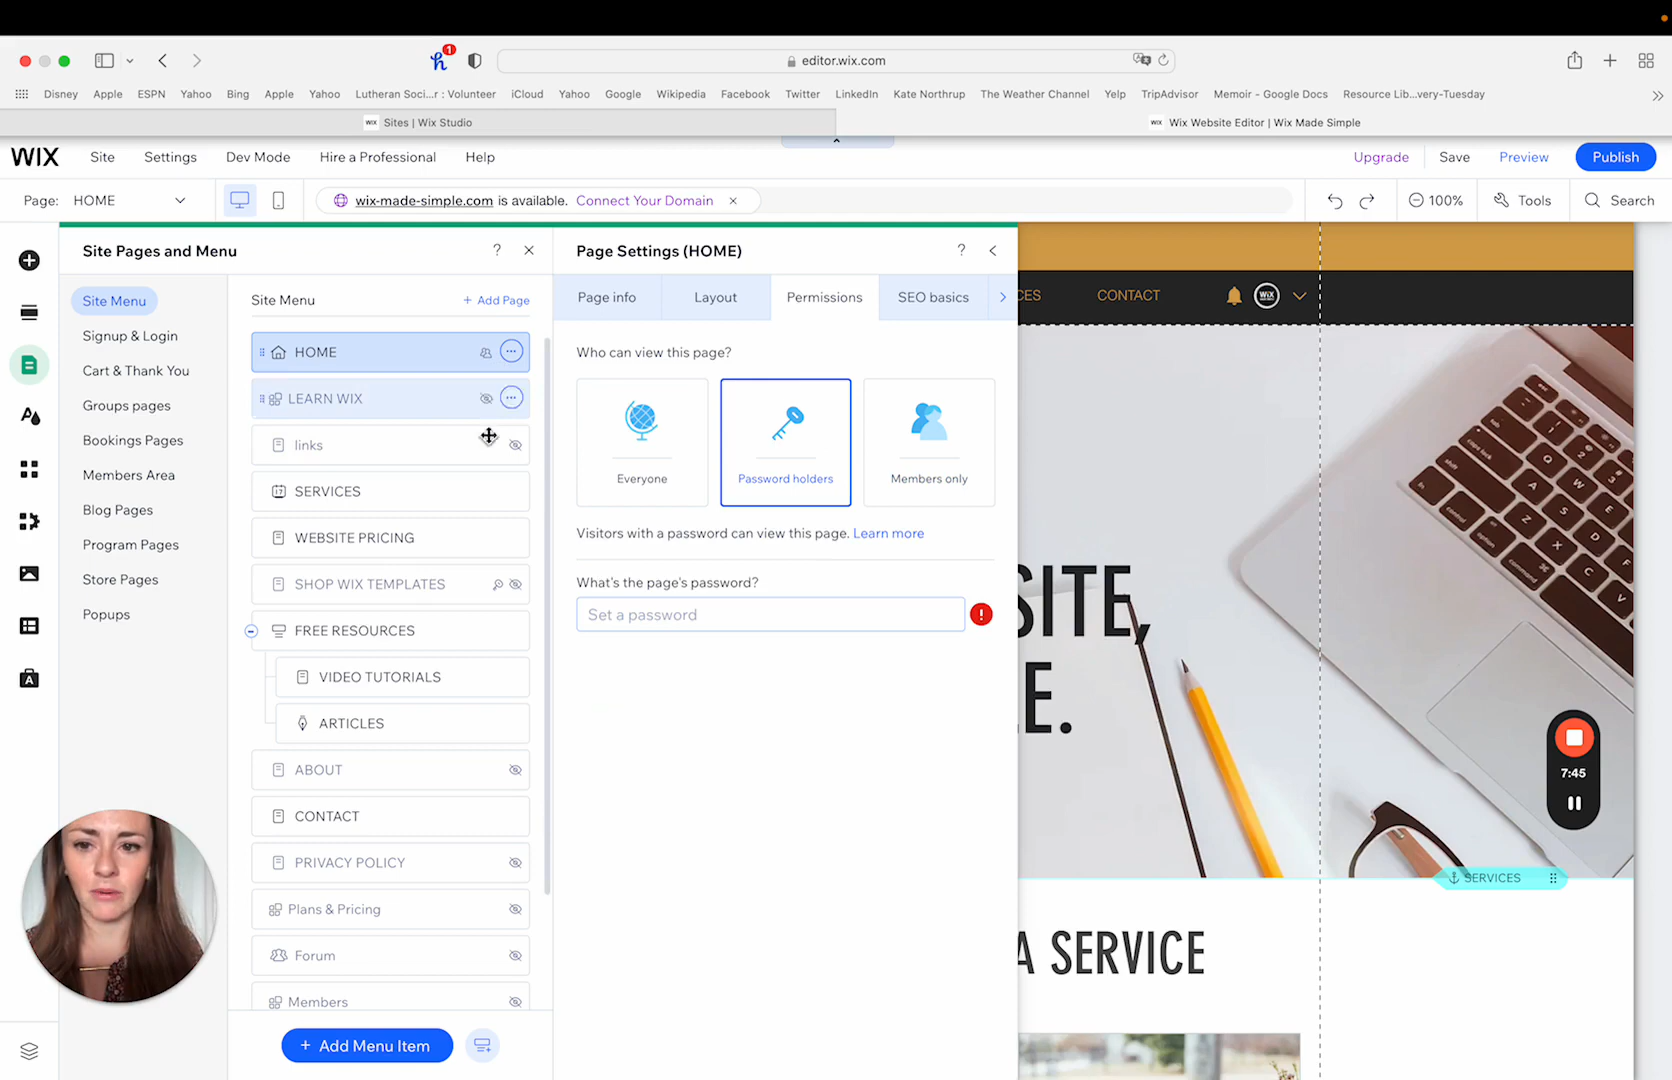 1
editor.wix.com
Disney Apple ESPN Yahoo Bing Apple Yahoo Lutheran Soci...r : Volunteer iCloud Yahoo Google Wikipedia Facebook Twitter LinkedIn Kate Northrup The Weather Channel Yelp TripAdvisor Memoir - Google Docs Resource Lib...very-Tuesday
WIX Sites | Wix Studio
WIX Wix Website Editor | Wix Made Simple
WIX Site Settings Dev Mode Hire a Professional Help Upgrade Save Preview Publish
Page: HOME wix-made-simple.com is available. Connect Your Domain 100% Tools Search
Site Pages and Menu ?
Site Menu
Signup & Login
Cart & Thank You
Groups pages
Bookings Pages
Members Area
Blog Pages
Program Pages
Store Pages
Popups
Site Menu + Add Page
HOME
LEARN WIX
links
17 SERVICES
WEBSITE PRICING
SHOP WIX TEMPLATES
FREE RESOURCES
VIDEO TUTORIALS
ARTICLES
ABOUT
CONTACT
PRIVACY POLICY
Plans & Pricing
Forum
Members
+ Add Menu Item
Page Settings (HOME) ?
Page info Layout Permissions SEO basics
Who can view this page?
Everyone Password holders Members only
Visitors with a password can view this page. Learn more
What's the page's password?
Set a password !
CES CONTACT WIX
SITE,
E.
7:45
SERVICES
A SERVICE
A